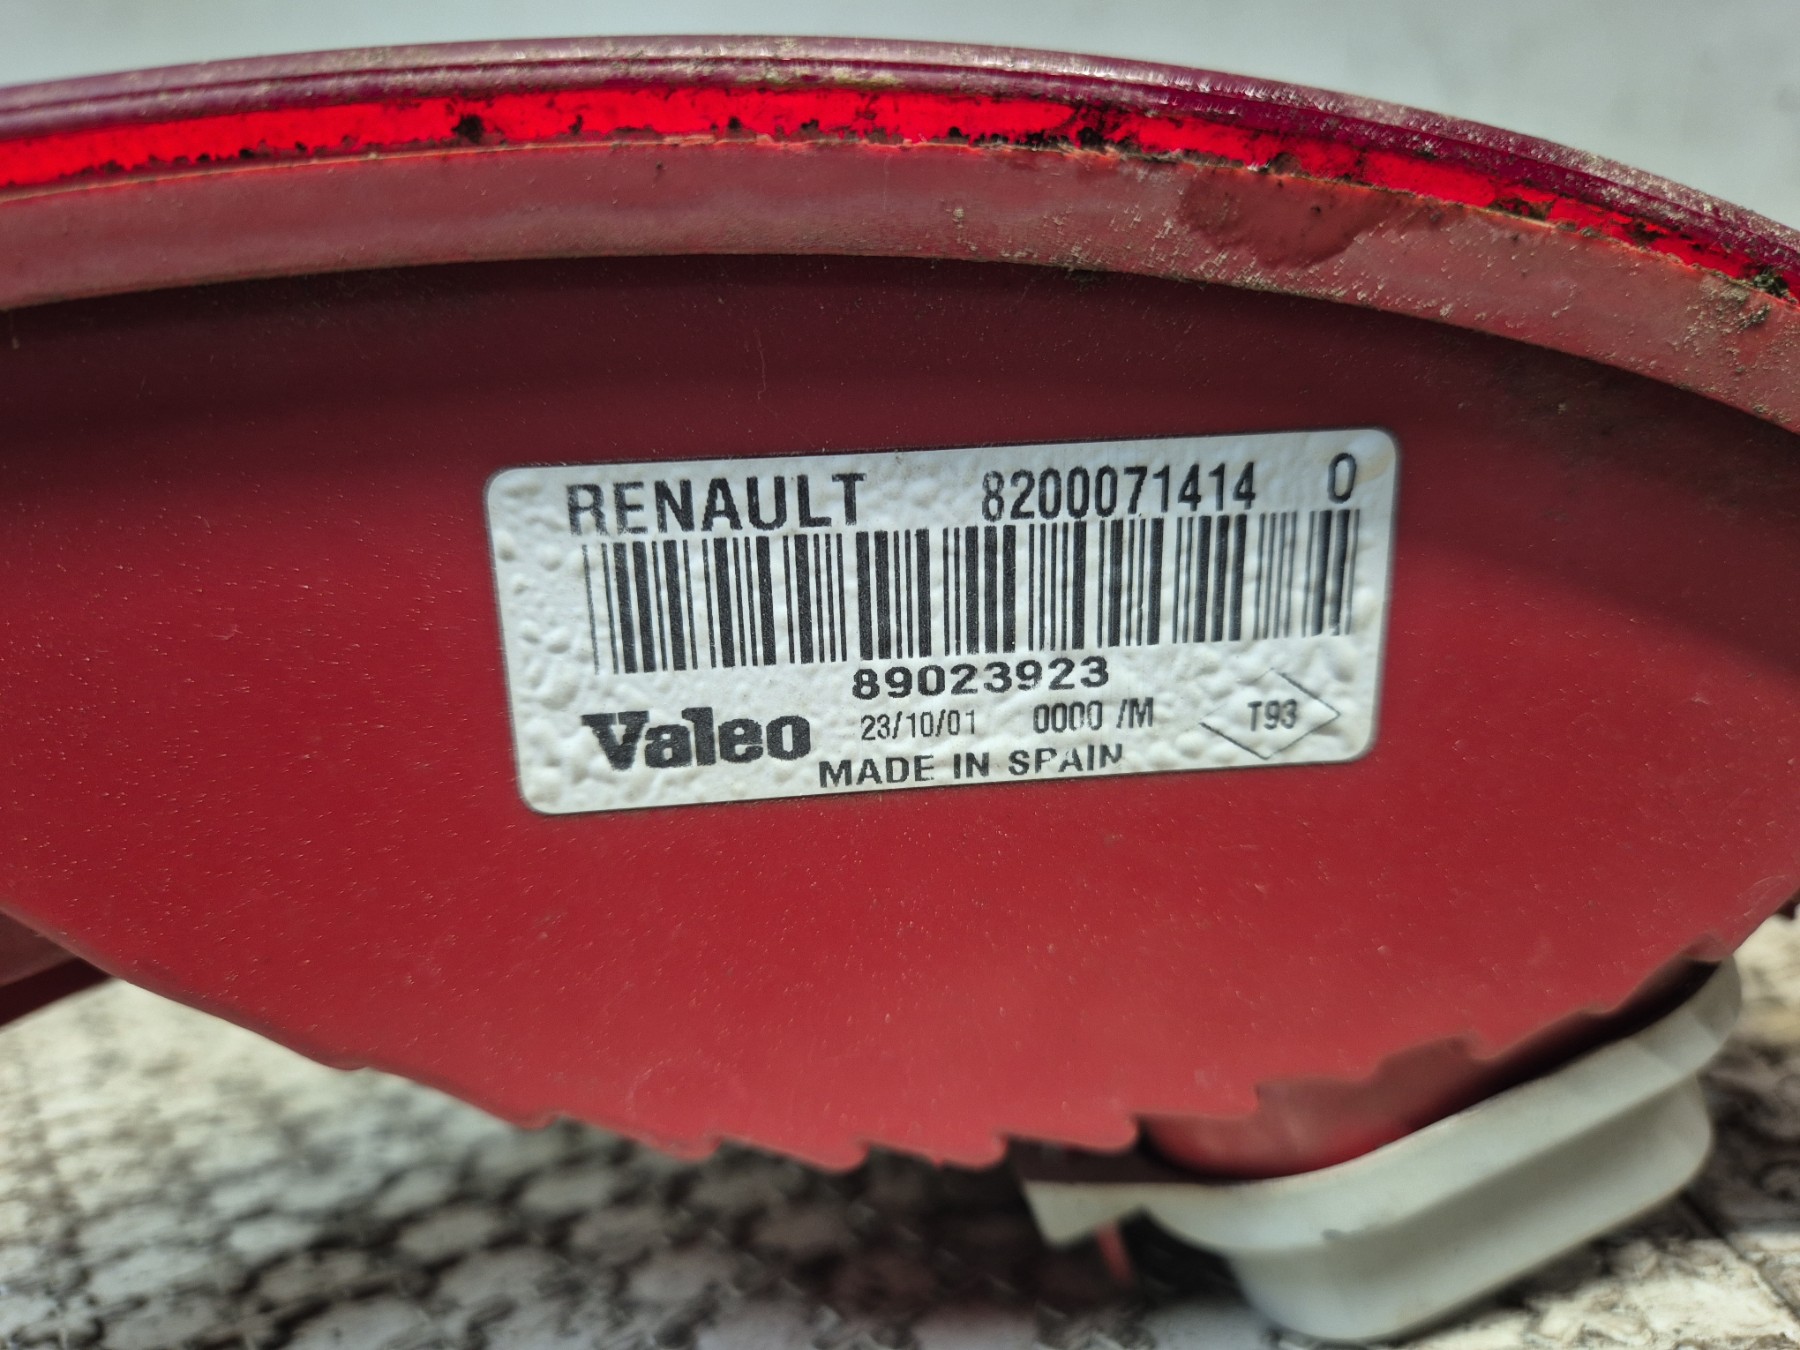 RENAULT 8200071414 0
89023923
Valeo 23/10/01 0000 /M T93
MADE IN SPAIN